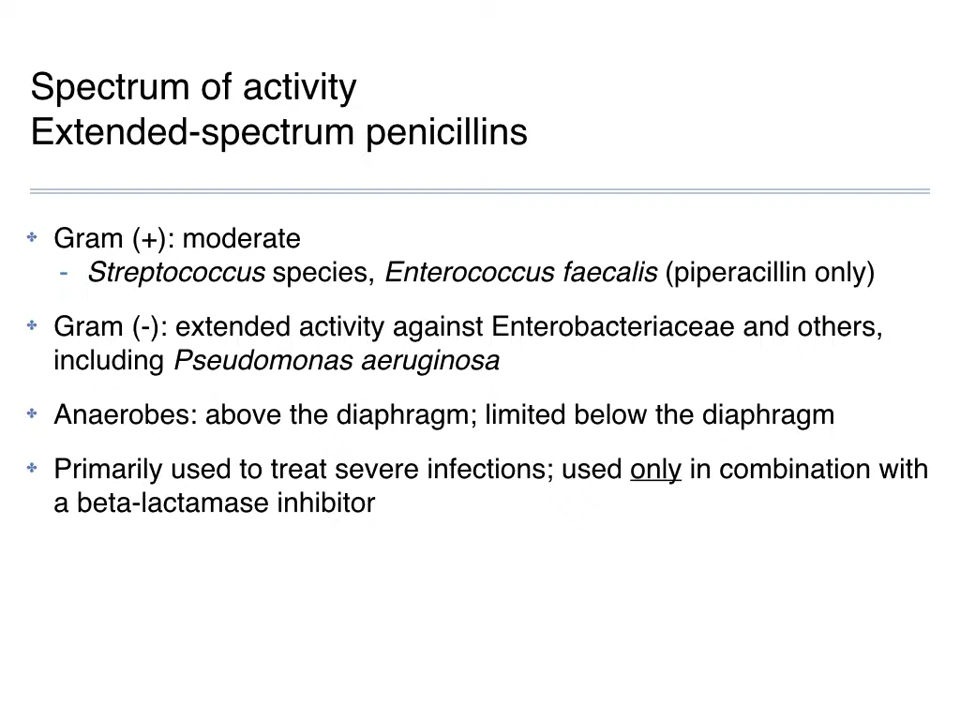 Spectrum of activity
Extended-spectrum penicillins
Gram (+): moderate
- Streptococcus species, Enterococcus faecalis (piperacillin only)
Gram (-): extended activity against Enterobacteriaceae and others,
including Pseudomonas aeruginosa
Anaerobes: above the diaphragm; limited below the diaphragm
Primarily used to treat severe infections; used only in combination with
a beta-lactamase inhibitor